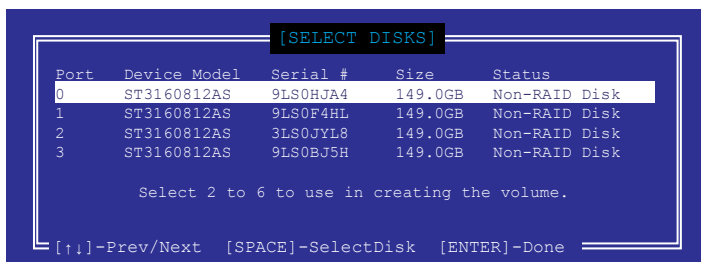 [SELECT DISKS]
Port Device Model Serial # Size Status
0 ST3160812AS 9LS0HJA4 149.0GB Non-RAID Disk
1 ST3160812AS 9LS0F4HL 149.0GB Non-RAID Disk
2 ST3160812AS 3LS0JYL8 149.0GB Non-RAID Disk
3 ST3160812AS 9LS0BJ5H 149.0GB Non-RAID Disk
Select 2 to 6 to use in creating the volume.
[↑↓]-Prev/Next [SPACE]-SelectDisk [ENTER]-Done